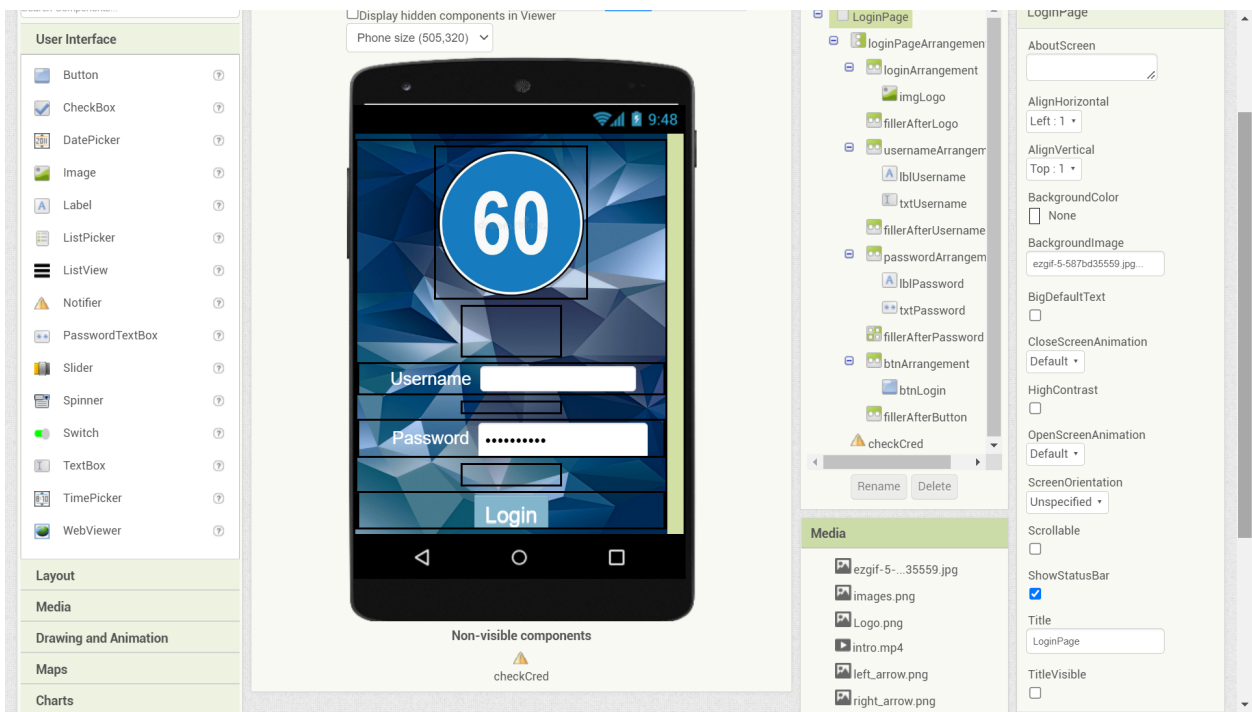 Search Components...
User Interface
Button
CheckBox
DatePicker
Image
Label
ListPicker
ListView
Notifier
PasswordTextBox
Slider
Spinner
Switch
TextBox
TimePicker
WebViewer
Layout
Media
Drawing and Animation
Maps
Charts
Display hidden components in Viewer
Phone size (505,320)
9:48
60
Username
Password ••••••••••
Login
Non-visible components
checkCred
LoginPage
loginPageArrangemen
loginArrangement
imgLogo
fillerAfterLogo
usernameArrangem
lblUsername
txtUsername
fillerAfterUsername
passwordArrangem
lblPassword
txtPassword
fillerAfterPassword
btnArrangement
btnLogin
fillerAfterButton
checkCred
Rename Delete
Media
ezgif-5-...35559.jpg
images.png
Logo.png
intro.mp4
left_arrow.png
right_arrow.png
LoginPage
AboutScreen
AlignHorizontal
Left : 1
AlignVertical
Top : 1
BackgroundColor
None
BackgroundImage
ezgif-5-587bd35559.jpg...
BigDefaultText
CloseScreenAnimation
Default
HighContrast
OpenScreenAnimation
Default
ScreenOrientation
Unspecified
Scrollable
ShowStatusBar
Title
LoginPage
TitleVisible